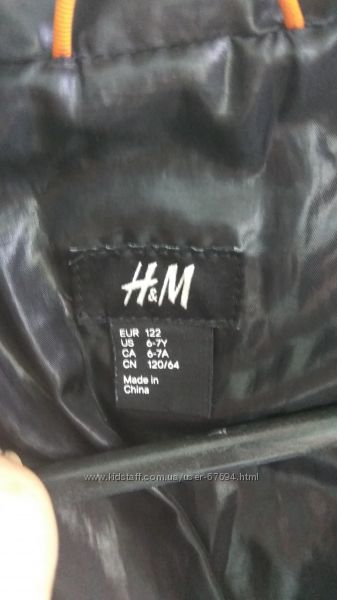 H&M
EUR 122
US 6-7Y
CA 6-7A
CN 120/64
Made in
China
www.kidstaff.com.ua/user-67694.html